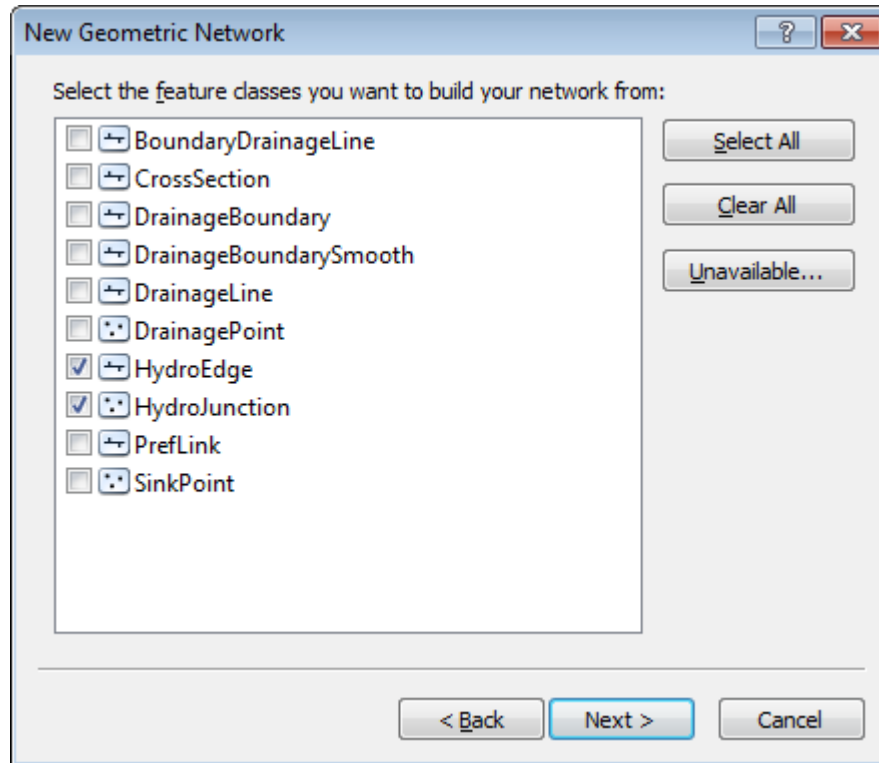 New Geometric Network
Select the feature classes you want to build your network from:
BoundaryDrainageLine
CrossSection
DrainageBoundary
DrainageBoundarySmooth
DrainageLine
DrainagePoint
HydroEdge
HydroJunction
PrefLink
SinkPoint
Select All
Clear All
Unavailable...
< Back
Next >
Cancel